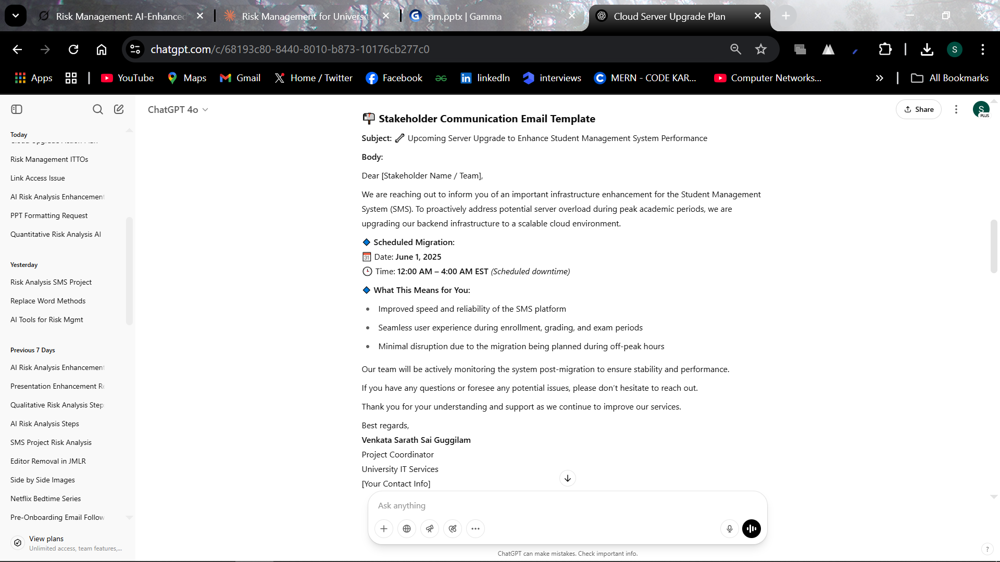 Risk Management: AI-Enhanced
Risk Management for Universi
pm.pptx | Gamma
Cloud Server Upgrade Plan
chatgpt.com/c/68193c80-8440-8010-b873-10176cb277c0
S
Apps
YouTube
Maps
Gmail
Home / Twitter
Facebook
linkedIn
interviews
MERN - CODE KAR...
Computer Networks...
All Bookmarks
ChatGPT 4o
Share
S
PLUS
Today
Cloud Upgrade Action Plan
Risk Management ITTOs
Link Access Issue
AI Risk Analysis Enhancement
PPT Formatting Request
Quantitative Risk Analysis AI
Yesterday
Risk Analysis SMS Project
Replace Word Methods
AI Tools for Risk Mgmt
Previous 7 Days
AI Risk Analysis Enhancement
Presentation Enhancement Re
Qualitative Risk Analysis Step
AI Risk Analysis Steps
SMS Project Risk Analysis
Editor Removal in JMLR
Side by Side Images
Netflix Bedtime Series
Pre-Onboarding Email Follow
View plans
Unlimited access, team features,...
📬 Stakeholder Communication Email Template
Subject: 🔧 Upcoming Server Upgrade to Enhance Student Management System Performance
Body:
Dear [Stakeholder Name / Team],
We are reaching out to inform you of an important infrastructure enhancement for the Student Management
System (SMS). To proactively address potential server overload during peak academic periods, we are
upgrading our backend infrastructure to a scalable cloud environment.
🔷 Scheduled Migration:
📅 Date: June 1, 2025
🕒 Time: 12:00 AM – 4:00 AM EST (Scheduled downtime)
🔷 What This Means for You:
• Improved speed and reliability of the SMS platform
• Seamless user experience during enrollment, grading, and exam periods
• Minimal disruption due to the migration being planned during off-peak hours
Our team will be actively monitoring the system post-migration to ensure stability and performance.
If you have any questions or foresee any potential issues, please don't hesitate to reach out.
Thank you for your understanding and support as we continue to improve our services.
Best regards,
Venkata Sarath Sai Guggilam
Project Coordinator
University IT Services
[Your Contact Info]
Ask anything
ChatGPT can make mistakes. Check important info.
?